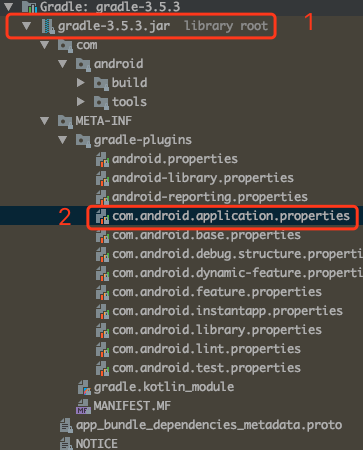 Gradle: gradle-3.5.3
gradle-3.5.3.jar library root 1
com
android
build
tools
META-INF
gradle-plugins
android.properties
android-library.properties
android-reporting.properties
2 com.android.application.properties
com.android.base.properties
com.android.debug.structure.properti
com.android.dynamic-feature.propert
com.android.feature.properties
com.android.instantapp.properties
com.android.library.properties
com.android.lint.properties
com.android.test.properties
gradle.kotlin_module
MANIFEST.MF
app_bundle_dependencies_metadata.proto
NOTICE